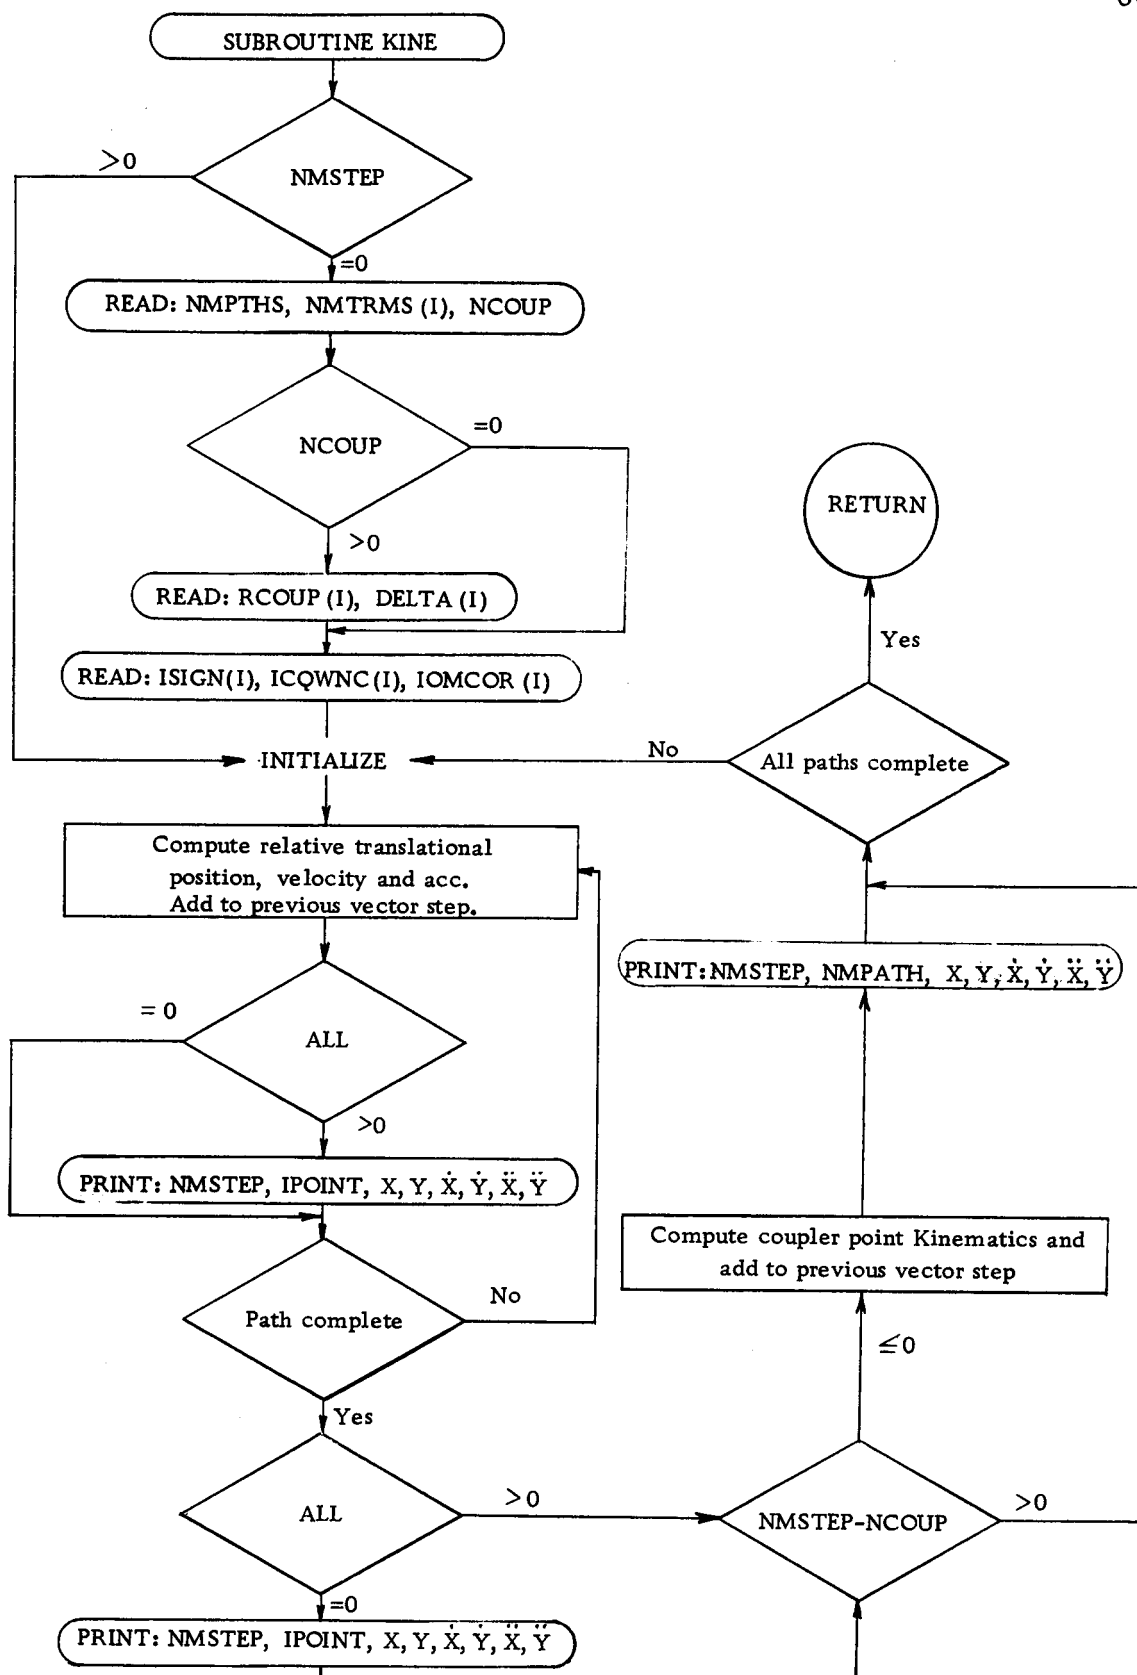 SUBROUTINE KINE
>0
NMSTEP
=0
READ: NMPTHS, NMTRMS (I), NCOUP
NCOUP
=0
>0
READ: RCOUP (I), DELTA (I)
READ: ISIGN(I), ICQWNC (I), IOMCOR (I)
INITIALIZE
No
All paths complete
Yes
RETURN
Compute relative translational
position, velocity and acc.
Add to previous vector step.
= 0
ALL
>0
PRINT: NMSTEP, IPOINT, X, Y, Ẋ, Ẏ, Ẍ, Ÿ
Path complete
No
Yes
ALL
>0
=0
PRINT: NMSTEP, IPOINT, X, Y, Ẋ, Ẏ, Ẍ, Ÿ
NMSTEP-NCOUP
>0
≤0
Compute coupler point Kinematics and
add to previous vector step
PRINT: NMSTEP, NMPATH, X, Y, Ẋ, Ẏ, Ẍ, Ÿ